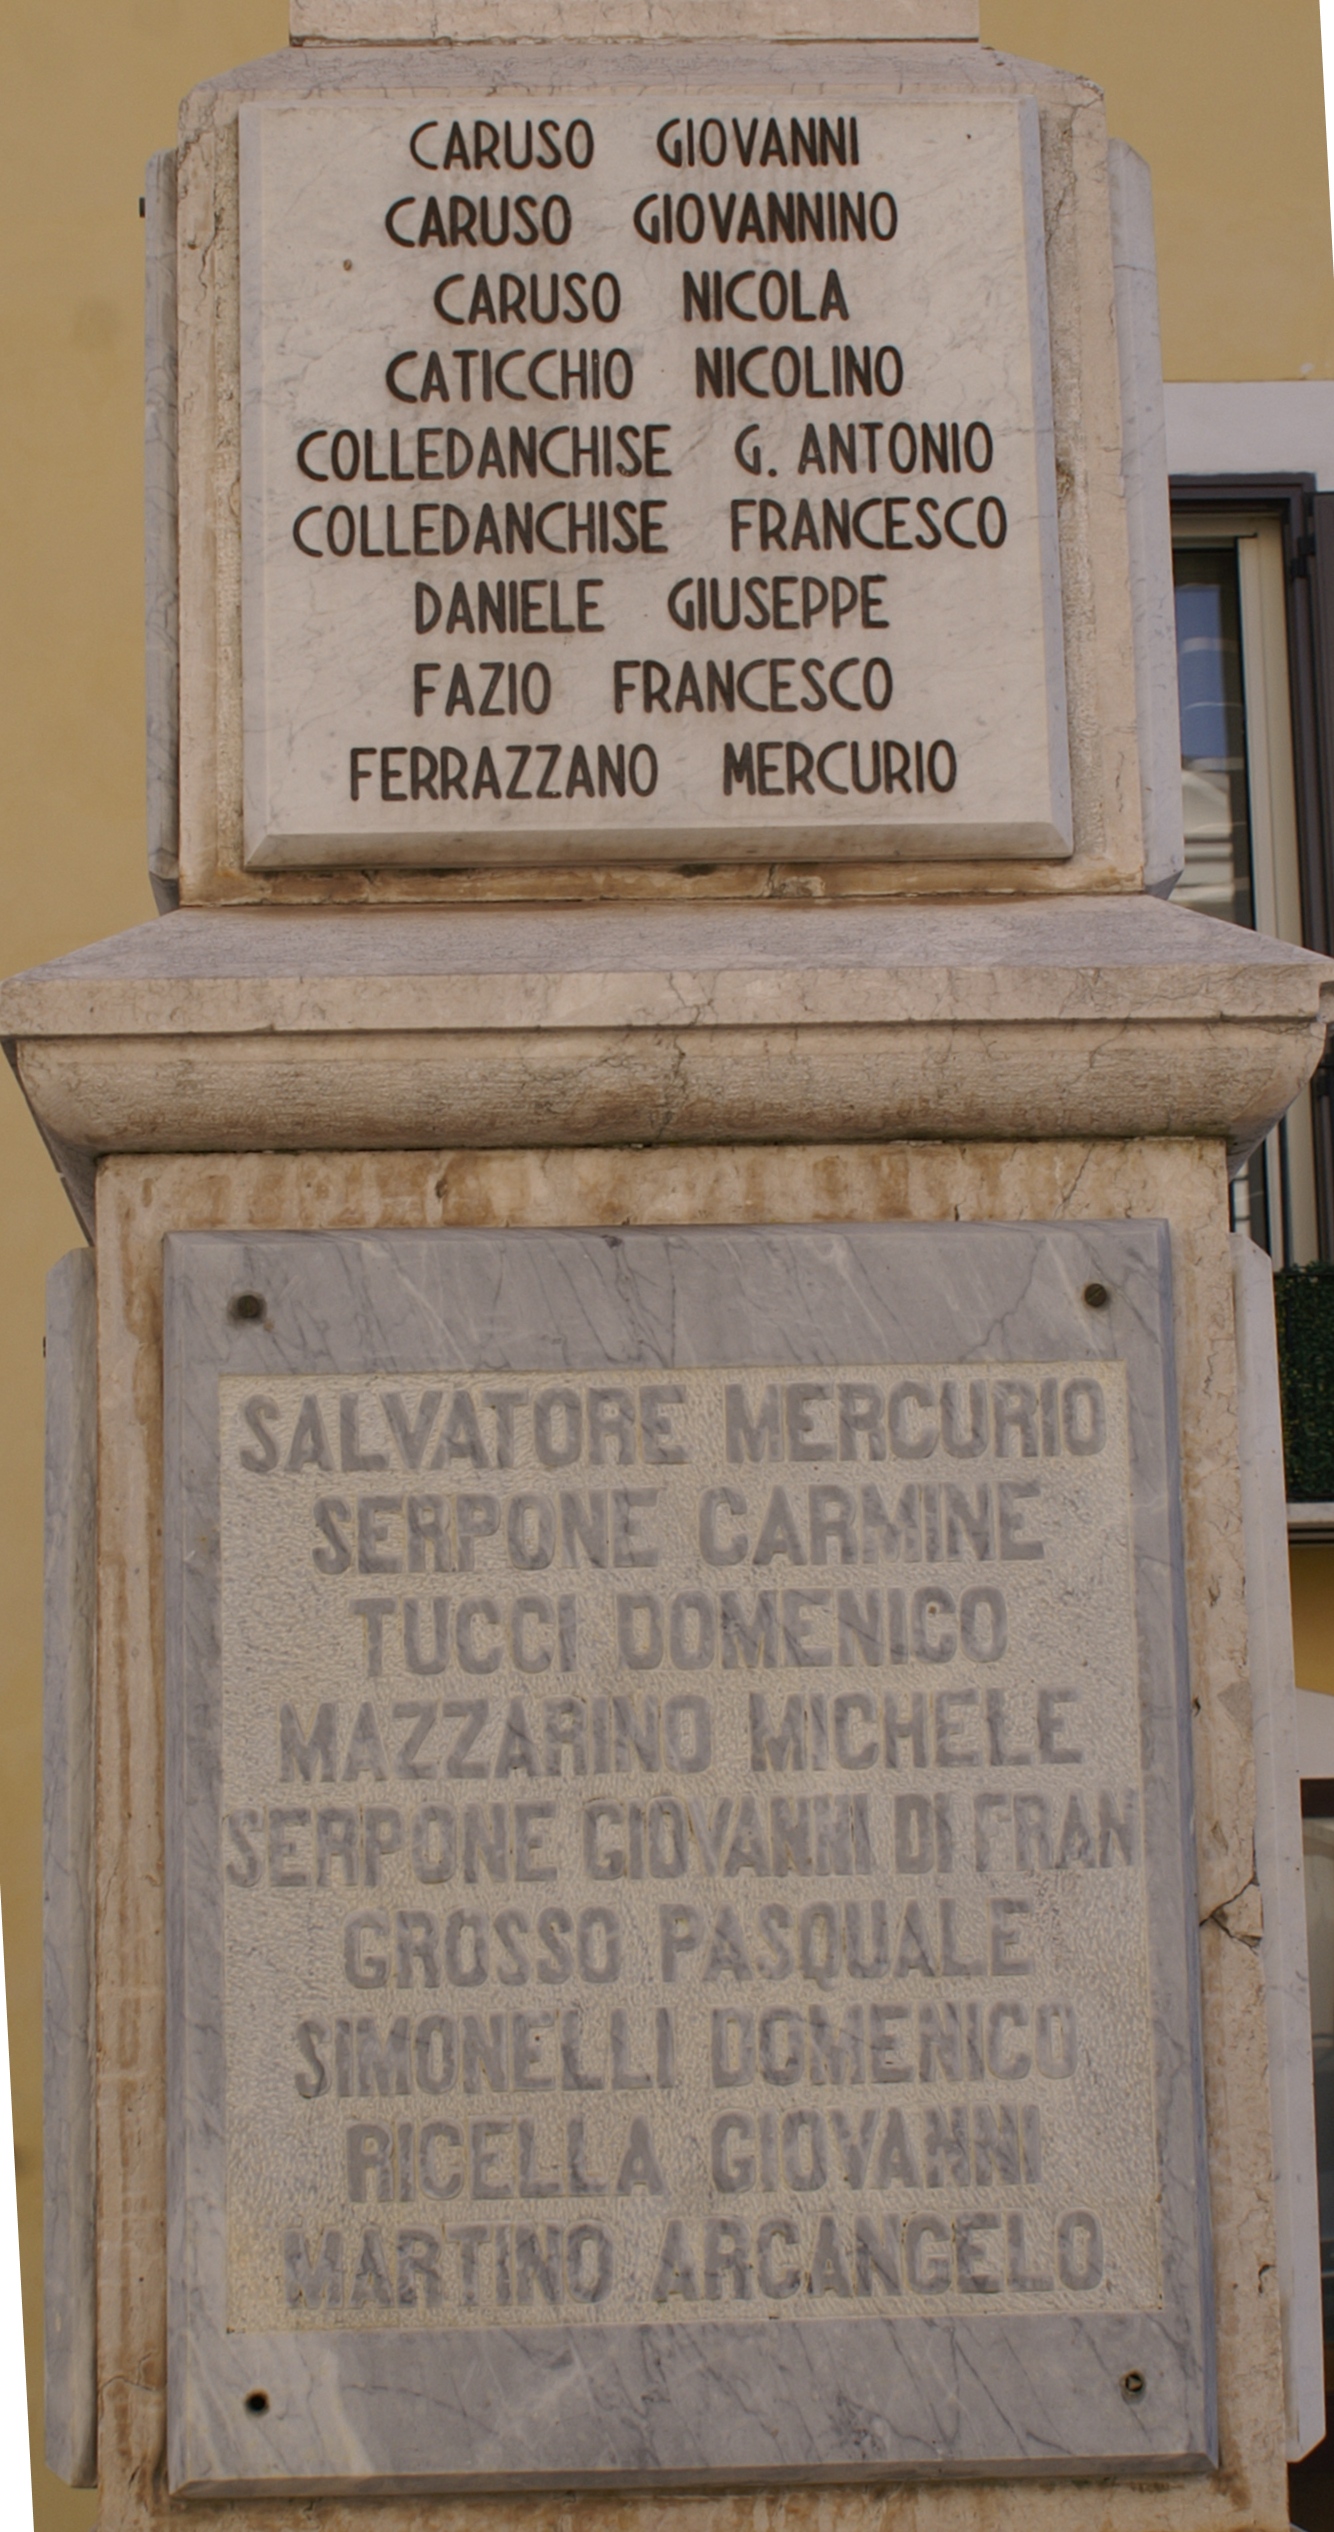 CARUSO GIOVANNI
CARUSO GIOVANNINO
CARUSO NICOLA
CATICCHIO NICOLINO
COLLEDANCHISE G. ANTONIO
COLLEDANCHISE FRANCESCO
DANIELE GIUSEPPE
FAZIO FRANCESCO
FERRAZZANO MERCURIO
SALVATORE MERCURIO
SERPONE CARMINE
TUCCI DOMENICO
MAZZARINO MICHELE
SERPONE GIOVANNI DI FRAN
GROSSO PASQUALE
SIMONELLI DOMENICO
RICELLA GIOVANNI
MARTINO ARCANGELO